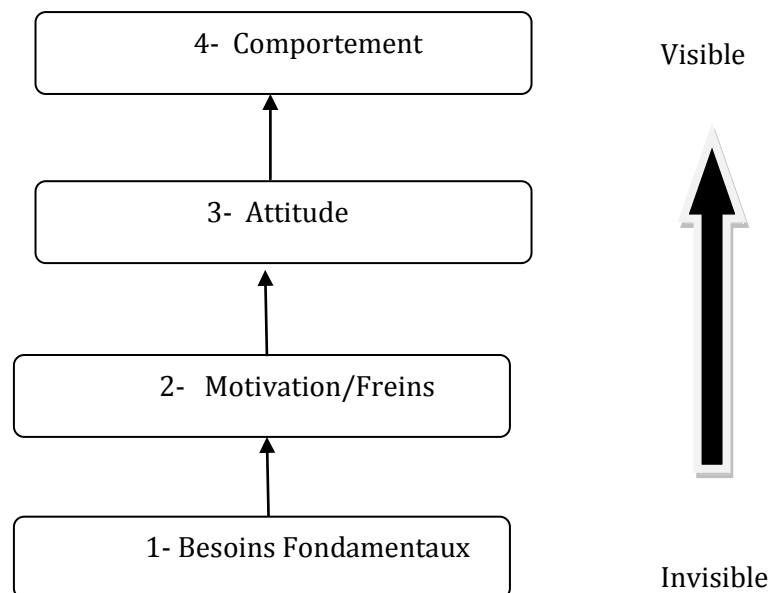 4- Comportement
Visible
3- Attitude
2- Motivation/Freins
1- Besoins Fondamentaux
Invisible